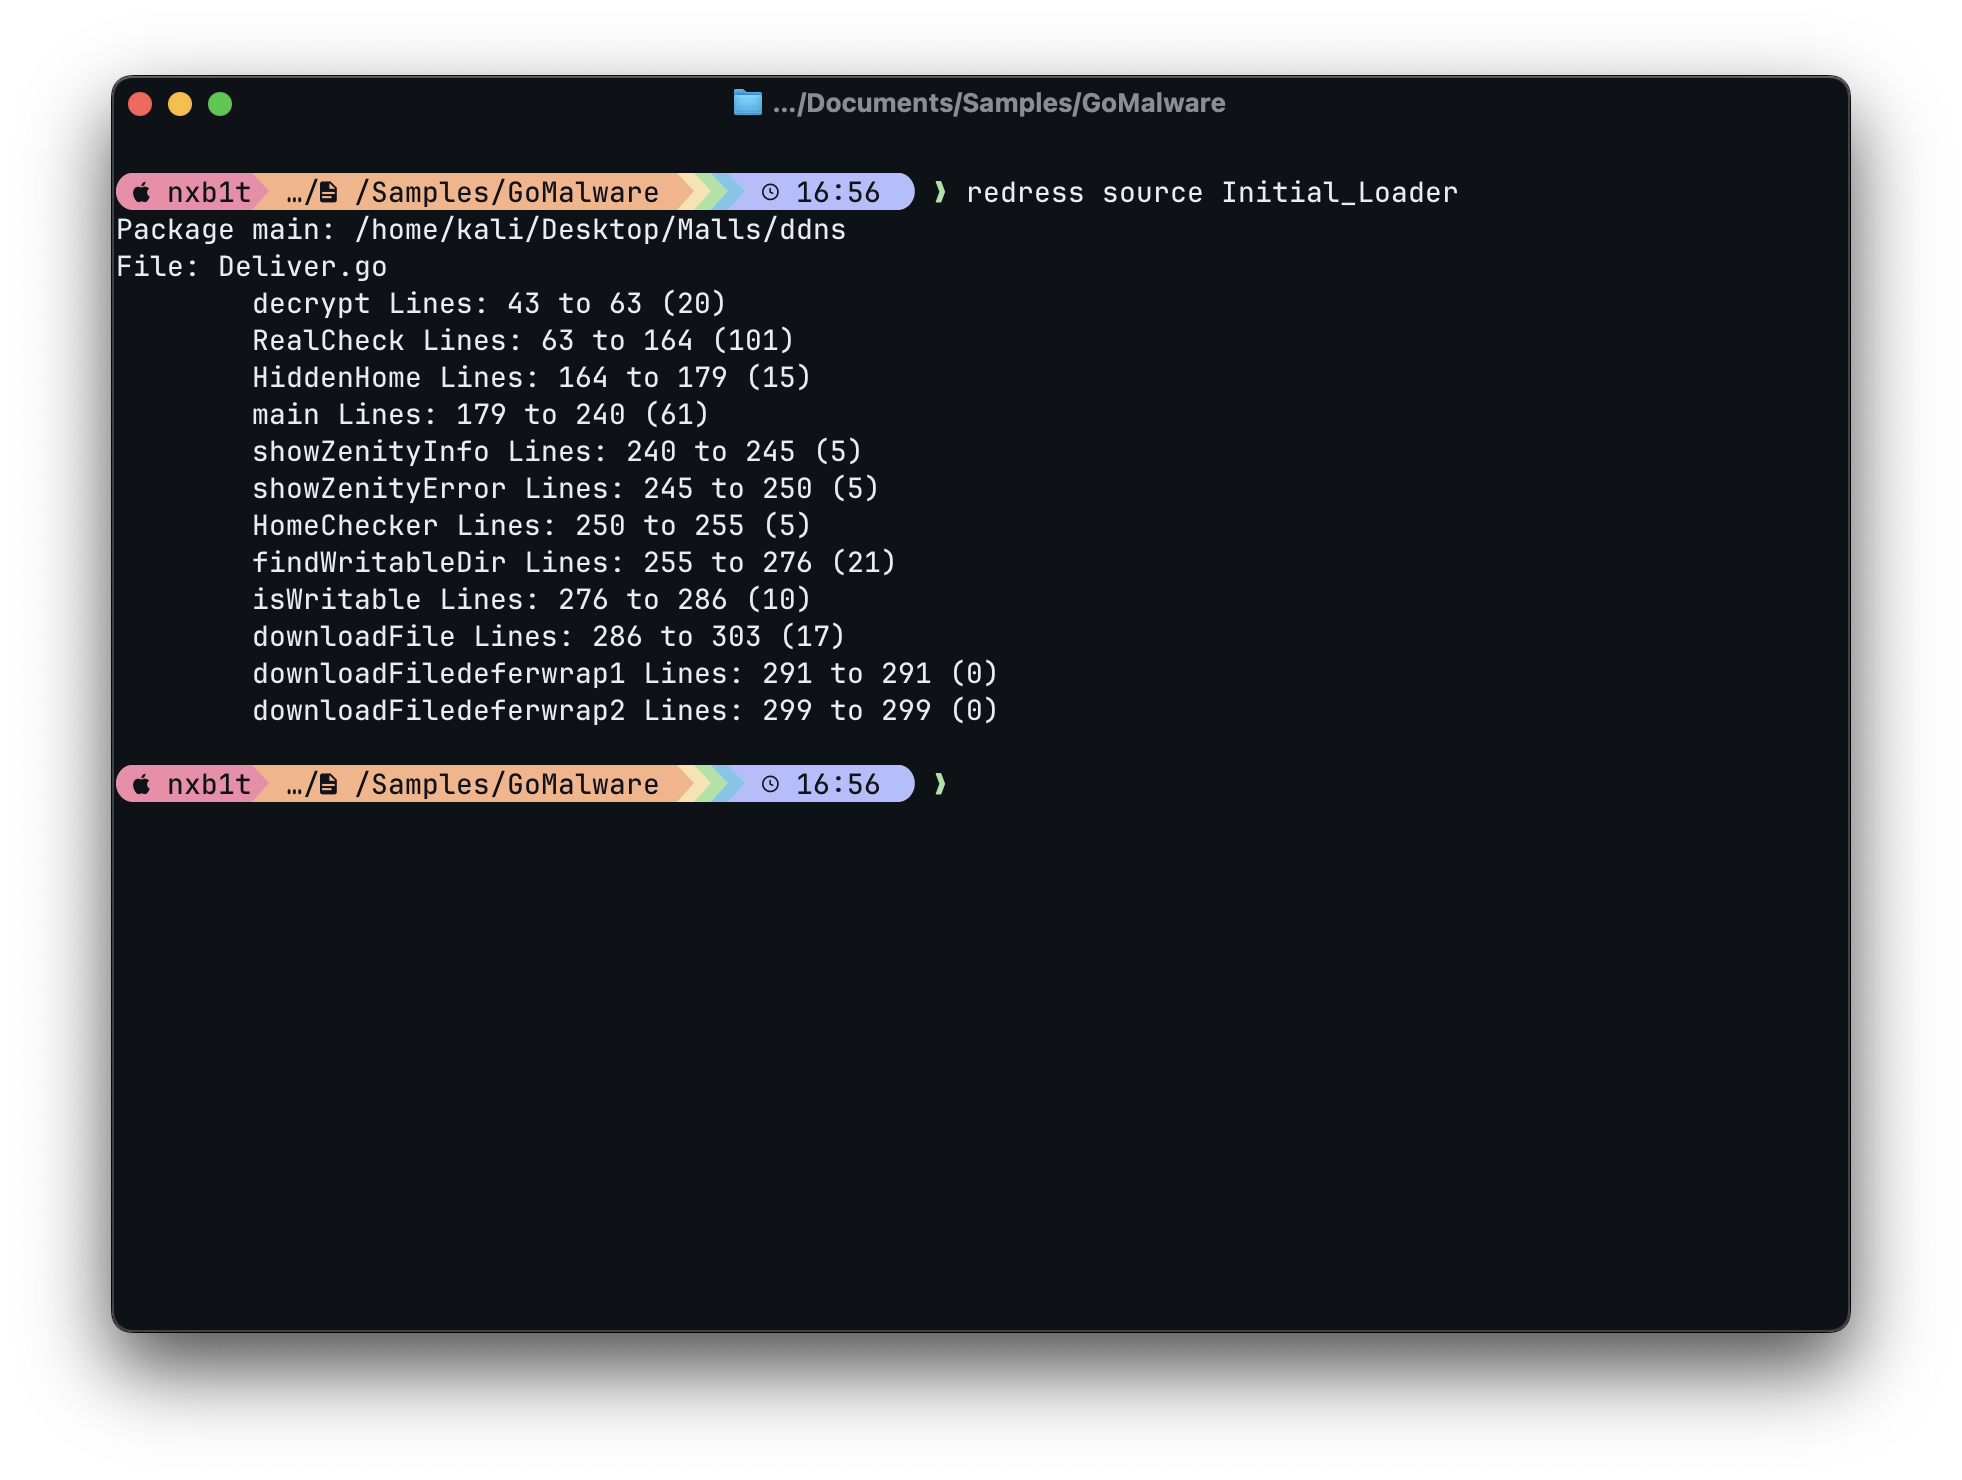 .../Documents/Samples/GoMalware
nxb1t …/ /Samples/GoMalware 16:56 ❱ redress source Initial_Loader
Package main: /home/kali/Desktop/Malls/ddns
File: Deliver.go
decrypt Lines: 43 to 63 (20)
RealCheck Lines: 63 to 164 (101)
HiddenHome Lines: 164 to 179 (15)
main Lines: 179 to 240 (61)
showZenityInfo Lines: 240 to 245 (5)
showZenityError Lines: 245 to 250 (5)
HomeChecker Lines: 250 to 255 (5)
findWritableDir Lines: 255 to 276 (21)
isWritable Lines: 276 to 286 (10)
downloadFile Lines: 286 to 303 (17)
downloadFiledeferwrap1 Lines: 291 to 291 (0)
downloadFiledeferwrap2 Lines: 299 to 299 (0)
nxb1t …/ /Samples/GoMalware 16:56 ❱